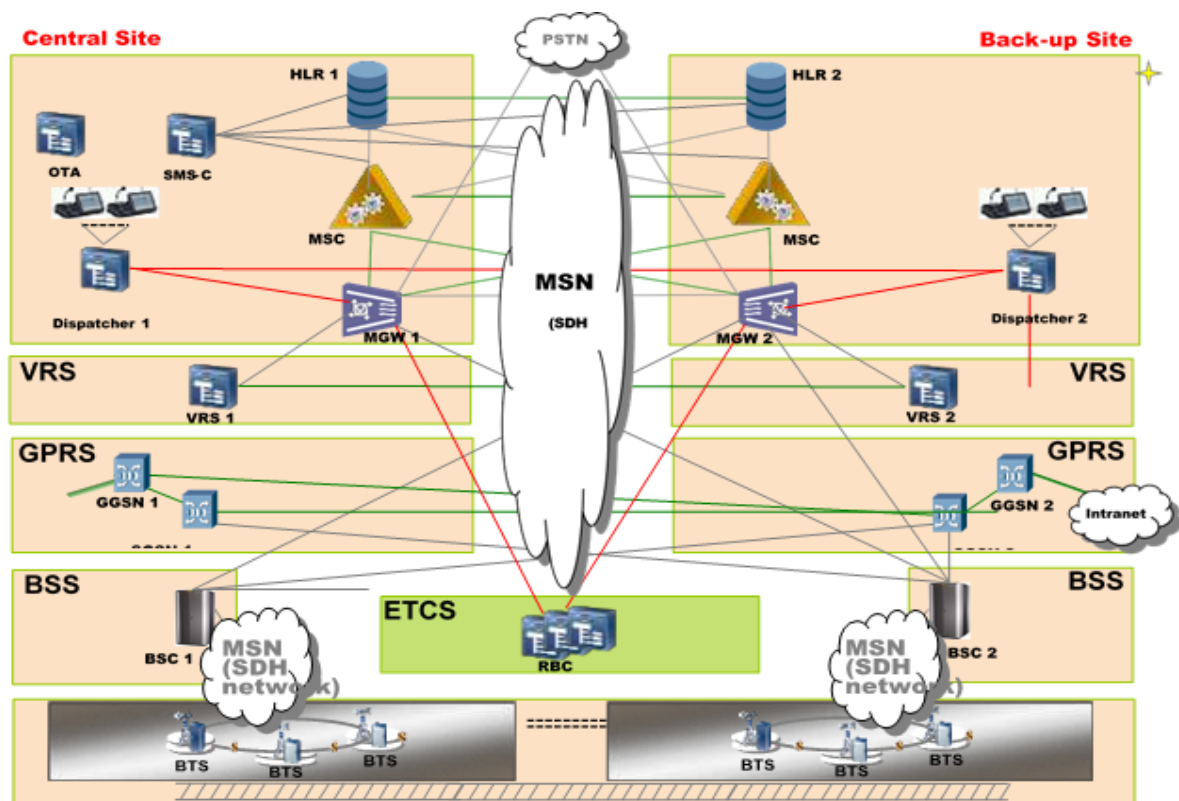 Central Site
PSTN
Back-up Site
HLR 1
HLR 2
OTA
SMS-C
MSC
MSC
MSN
(SDH
Dispatcher 1
MGW 1
MGW 2
Dispatcher 2
VRS
VRS
VRS 1
VRS 2
GPRS
GPRS
GGSN 1
GGSN 2
Intranet
BSS
BSS
ETCS
MSN
(SDH
network)
MSN
(SDH
network)
BSC 1
RBC
BSC 2
BTS
BTS
BTS
BTS
BTS
BTS